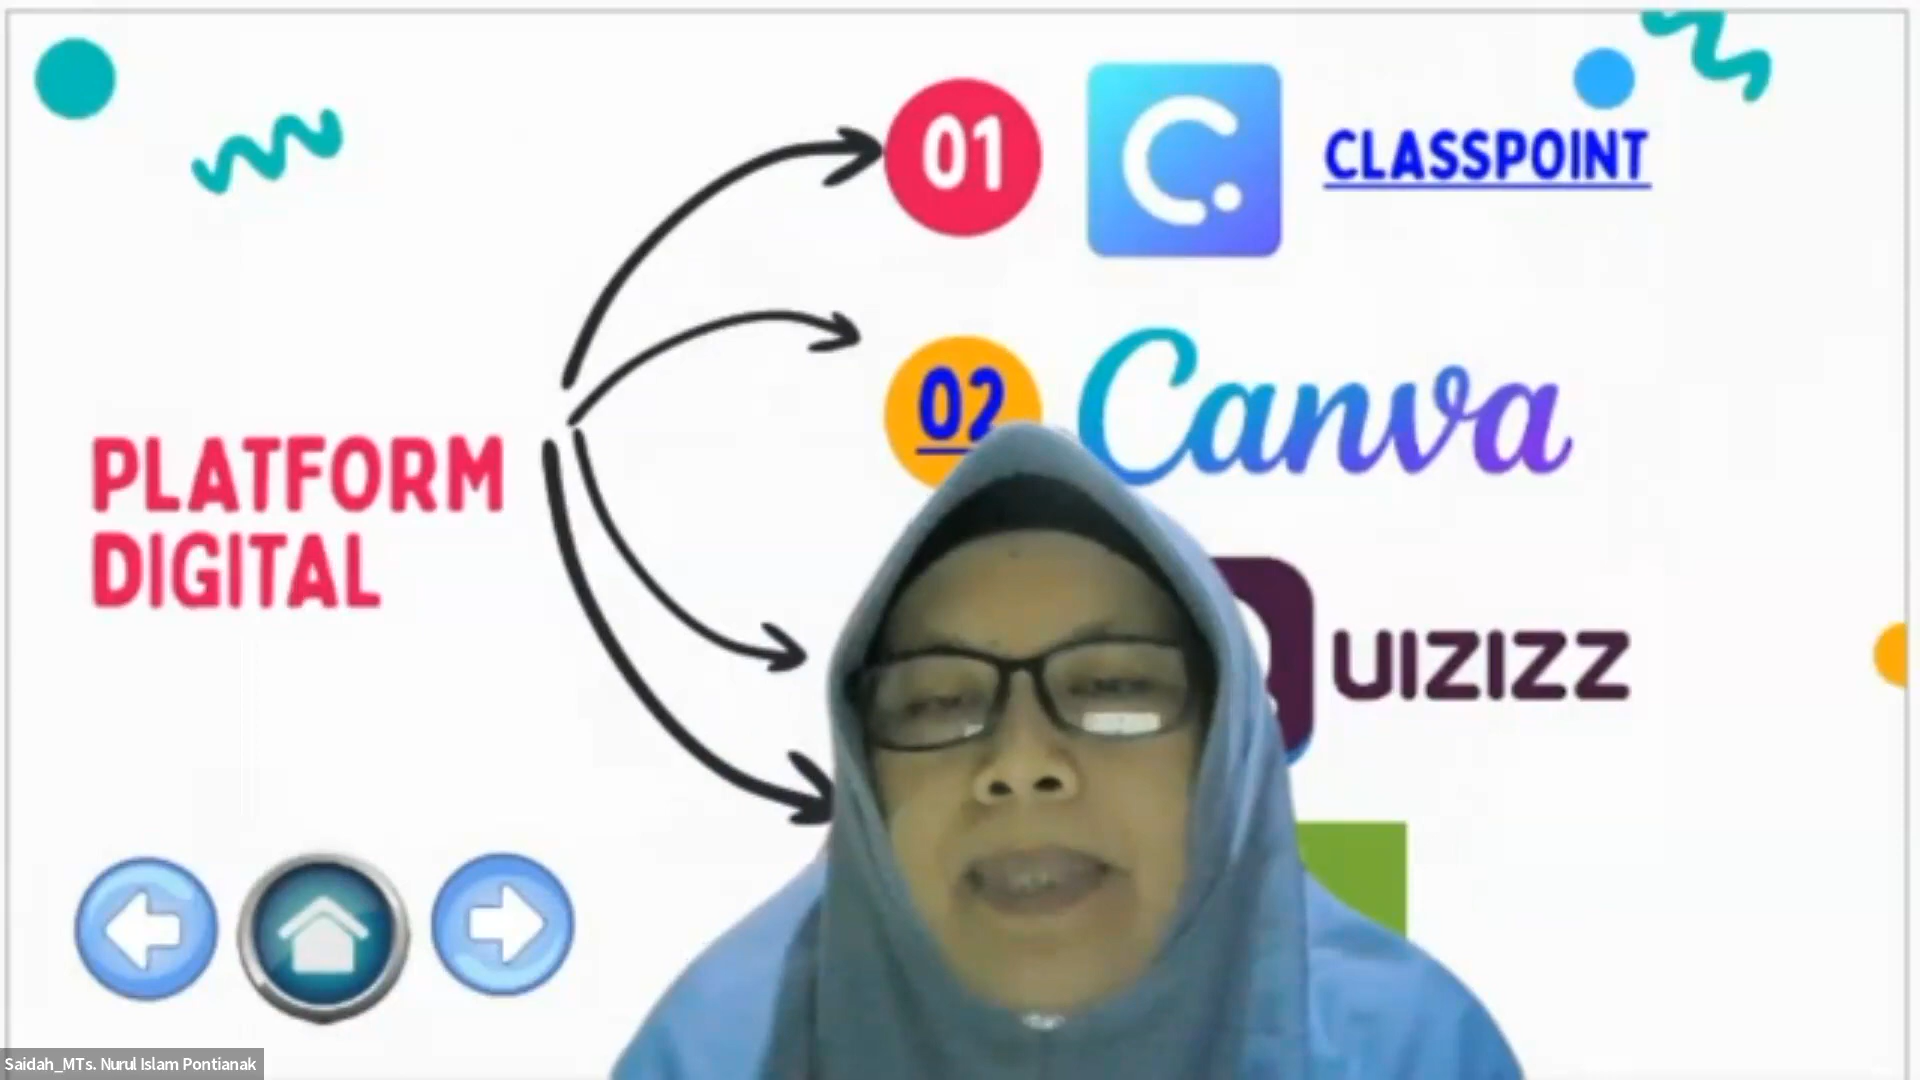 01
CLASSPOINT
02
Canva
PLATFORM
DIGITAL
UIZIZZ
Saidah_MTs. Nurul Islam Pontianak